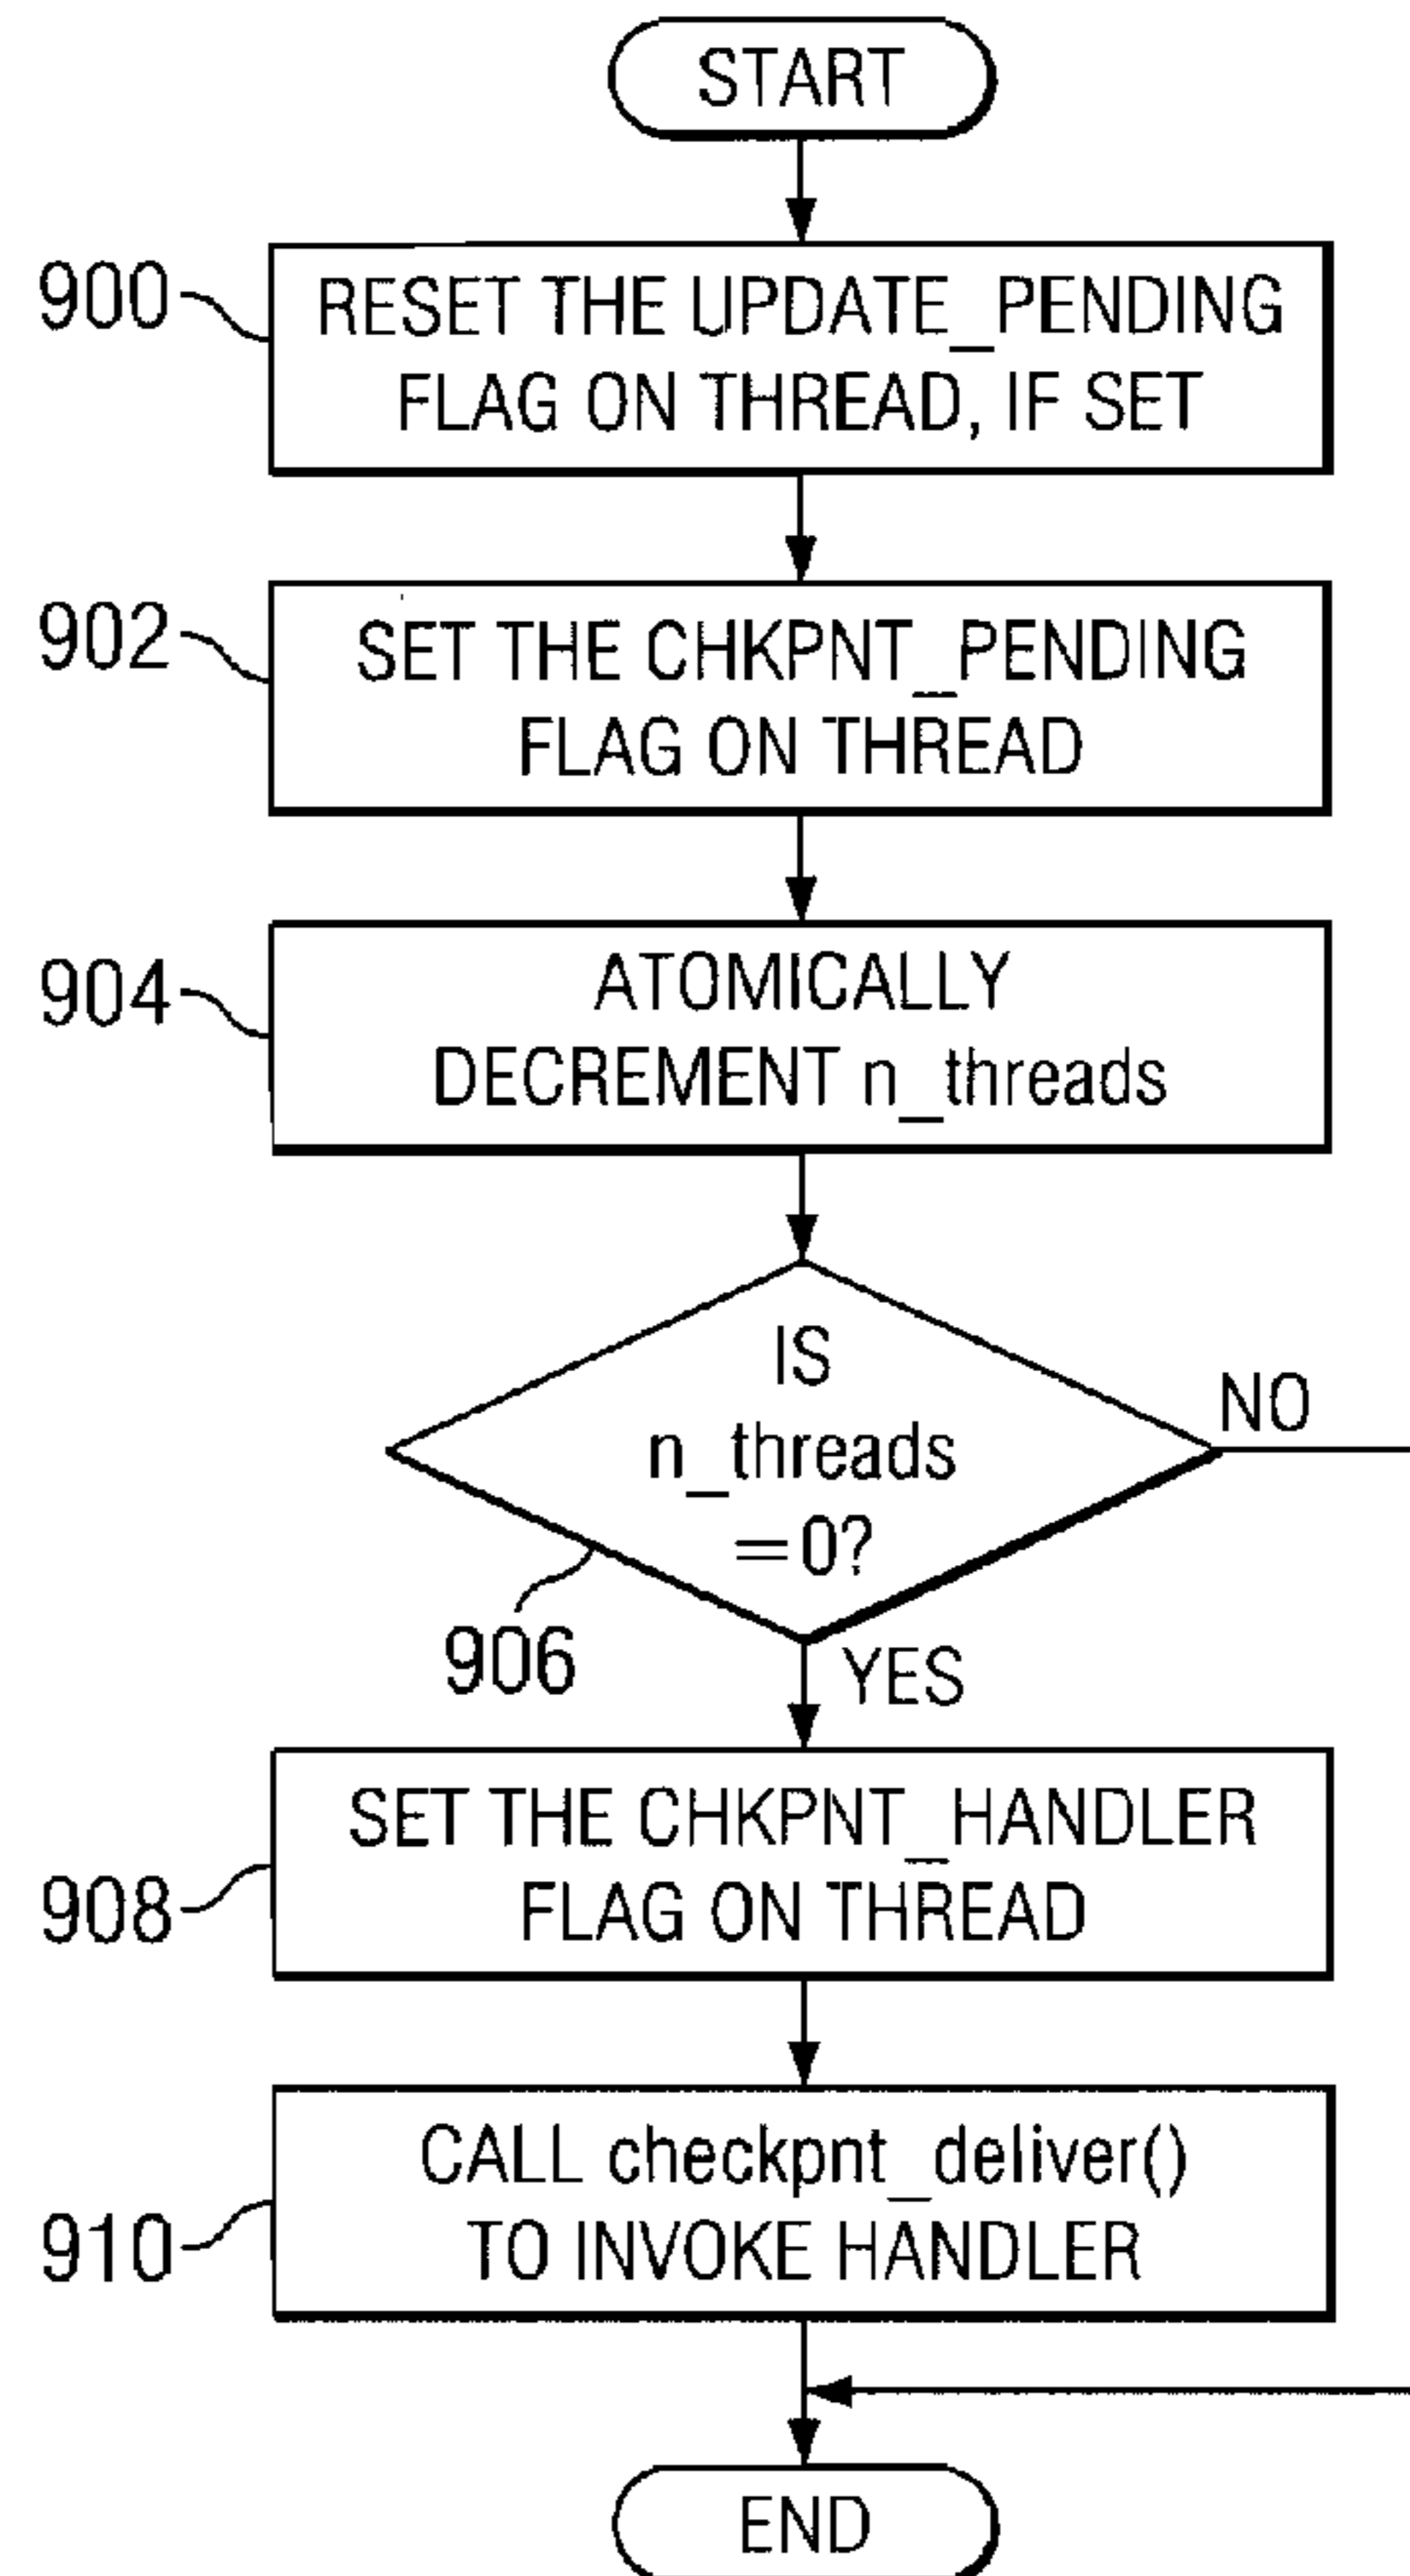 START
900
RESET THE UPDATE_PENDING
FLAG ON THREAD, IF SET
902
SET THE CHKPNT_PENDING
FLAG ON THREAD
904
ATOMICALLY
DECREMENT n_threads
IS
n_threads
=0?
NO
906
YES
SET THE CHKPNT_HANDLER
FLAG ON THREAD
908
CALL checkpnt_deliver()
TO INVOKE HANDLER
910
END